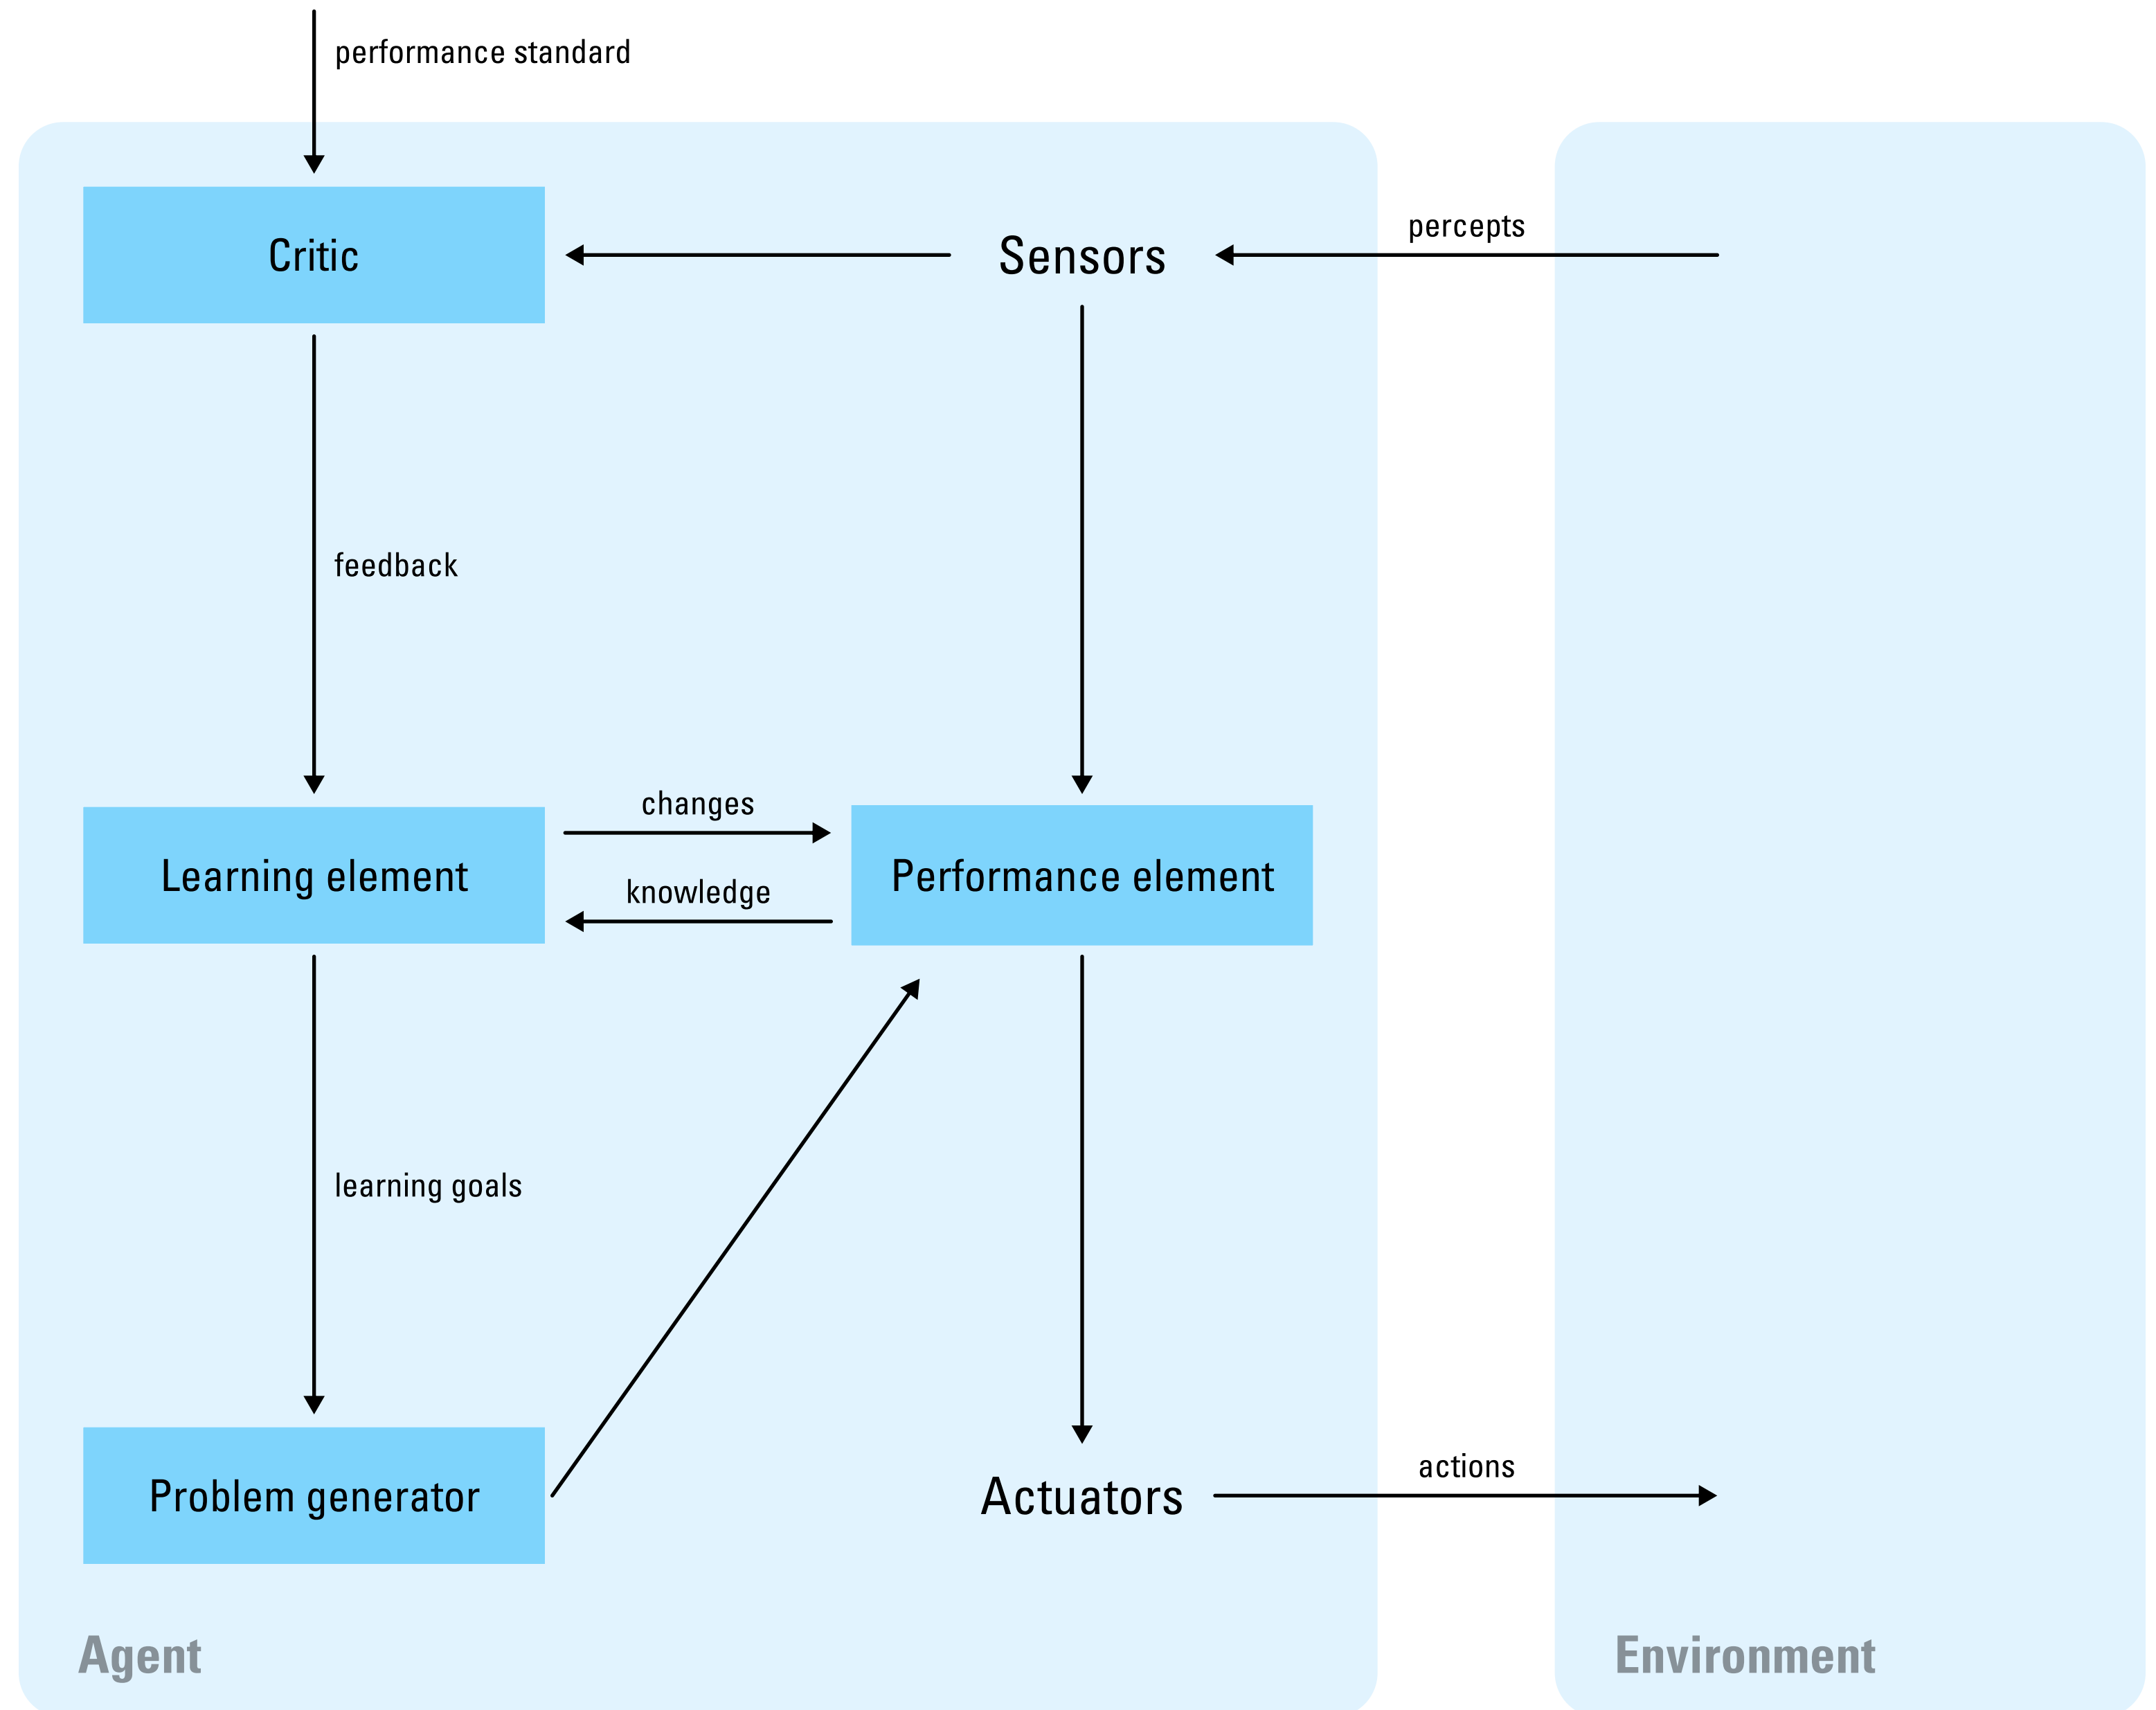 performance standard
Critic
Sensors
percepts
feedback
changes
Learning element
Performance element
knowledge
learning goals
Problem generator
Actuators
actions
Agent
Environment